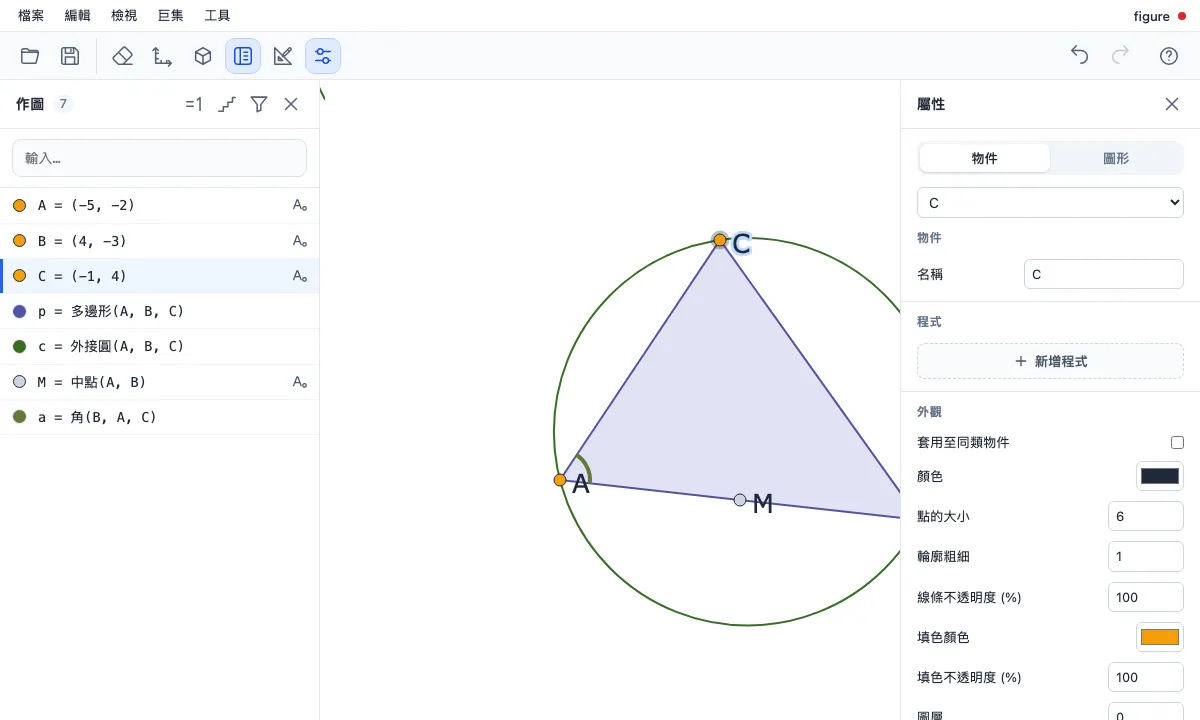 檔案 編輯 檢視 巨集 工具 figure
作圖 7 =1
輸入…
A = (−5, −2)
B = (4, −3)
C = (−1, 4)
p = 多邊形(A, B, C)
c = 外接圓(A, B, C)
M = 中點(A, B)
a = 角(B, A, C)
C
A
M
屬性
物件 圖形
C
物件
名稱 C
程式
+ 新增程式
外觀
套用至同類物件
顏色
點的大小 6
輪廓粗細 1
線條不透明度 (%) 100
填色顏色
填色不透明度 (%) 100
圖層 0